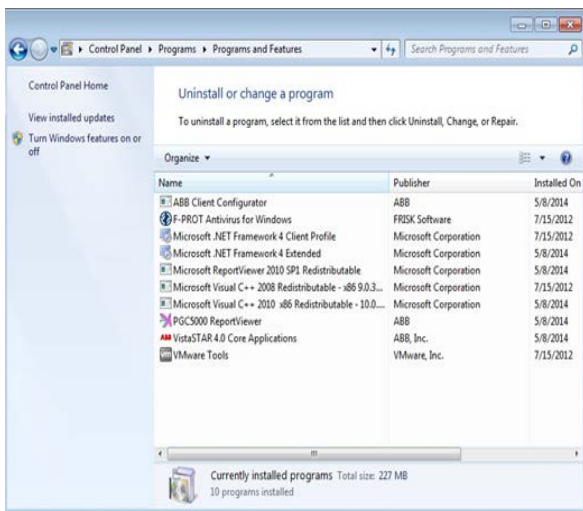 Control Panel ▸ Programs ▸ Programs and Features
Search Programs and Features
Control Panel Home
View installed updates
Turn Windows features on or off
Uninstall or change a program
To uninstall a program, select it from the list and then click Uninstall, Change, or Repair.
Organize
Name Publisher Installed On
ABB Client Configurator ABB 5/8/2014
F-PROT Antivirus for Windows FRISK Software 7/15/2012
Microsoft .NET Framework 4 Client Profile Microsoft Corporation 7/15/2012
Microsoft .NET Framework 4 Extended Microsoft Corporation 5/8/2014
Microsoft ReportViewer 2010 SP1 Redistributable Microsoft Corporation 5/8/2014
Microsoft Visual C++ 2008 Redistributable - x86 9.0.3... Microsoft Corporation 7/15/2012
Microsoft Visual C++ 2010 x86 Redistributable - 10.0.... Microsoft Corporation 5/8/2014
PGC5000 ReportViewer ABB 5/8/2014
ABB VistaSTAR 4.0 Core Applications ABB, Inc. 5/8/2014
VMware Tools VMware, Inc. 7/15/2012
Currently installed programs Total size: 227 MB
10 programs installed